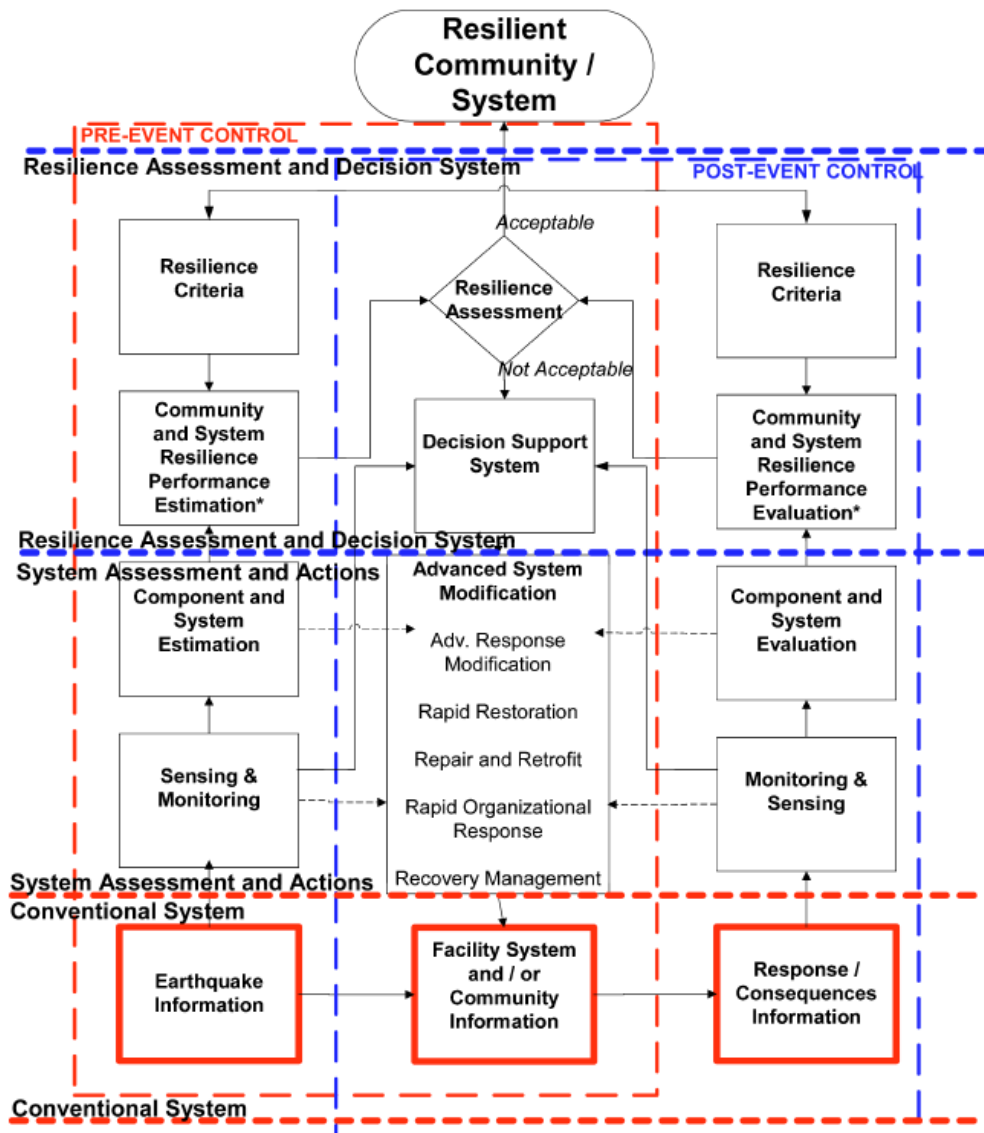 Resilient
Community /
System
PRE-EVENT CONTROL
Resilience Assessment and Decision System
POST-EVENT CONTROL
Acceptable
Resilience
Criteria
Resilience
Assessment
Resilience
Criteria
Not Acceptable
Community
and System
Resilience
Performance
Estimation*
Decision Support
System
Community
and System
Resilience
Performance
Evaluation*
Resilience Assessment and Decision System
System Assessment and Actions
Component and
System
Estimation
Advanced System
Modification
Adv. Response
Modification
Rapid Restoration
Repair and Retrofit
Rapid Organizational
Response
Recovery Management
Component and
System
Evaluation
Sensing &
Monitoring
Monitoring &
Sensing
System Assessment and Actions
Conventional System
Earthquake
Information
Facility System
and / or
Community
Information
Response /
Consequences
Information
Conventional System